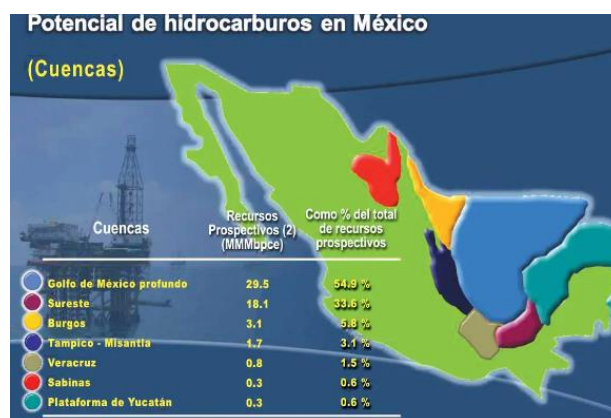 Potencial de hidrocarburos en México
(Cuencas)
Cuencas
Recursos
Prospectivos (2)
(MMMbpce)
Como % del total
de recursos
prospectivos
Golfo de México profundo 29.5 54.9 %
Sureste 18.1 33.6 %
Burgos 3.1 5.8 %
Tampico - Misantla 1.7 3.1 %
Veracruz 0.8 1.5 %
Sabinas 0.3 0.6 %
Plataforma de Yucatán 0.3 0.6 %